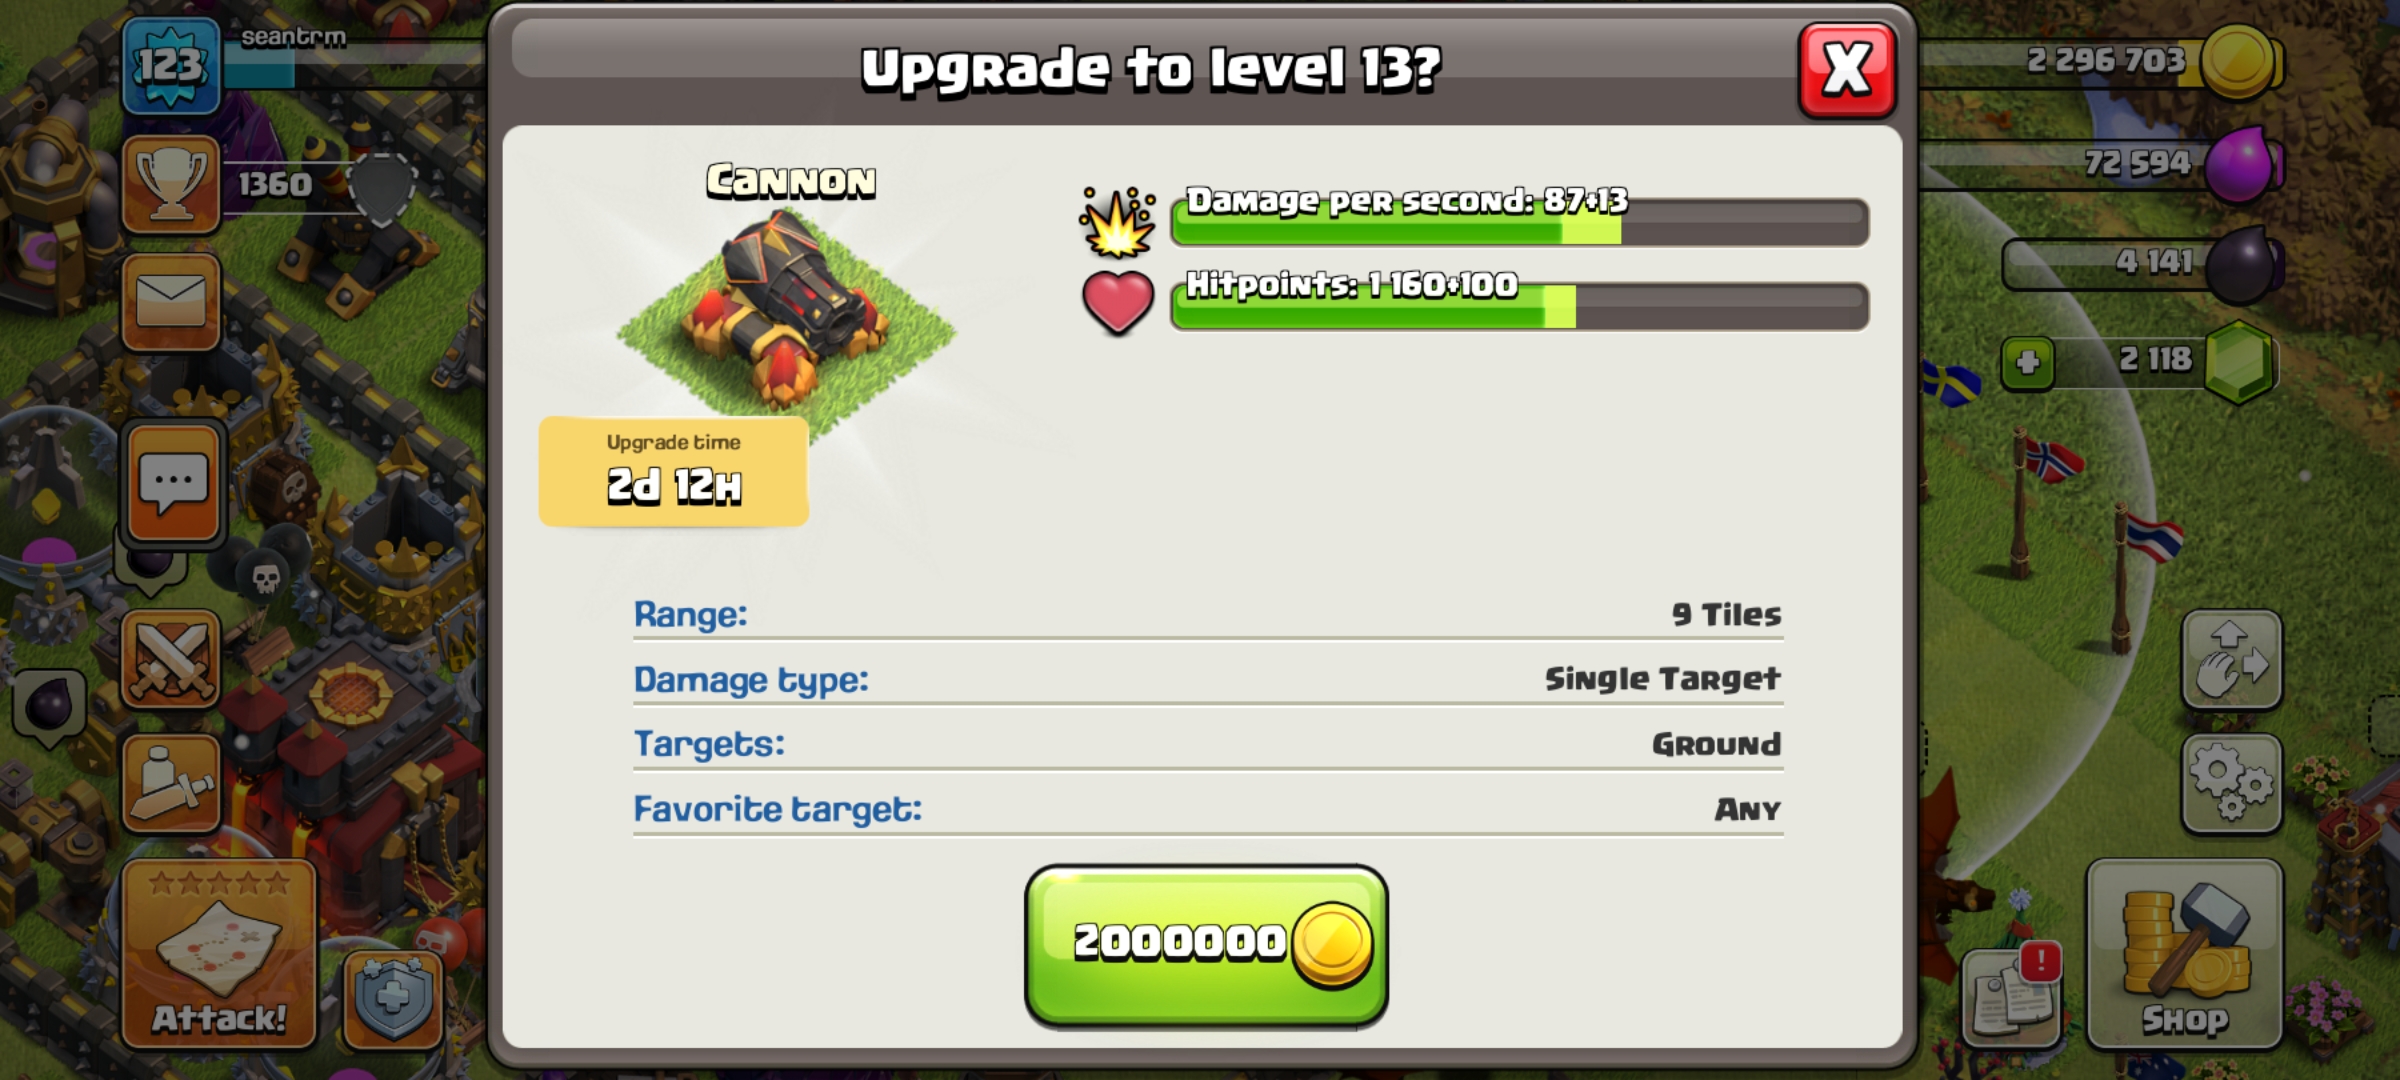 123
seantrm
1360
Upgrade to level 13?
X
2 296 703
72 594
4 141
2 118
Cannon
Damage per second: 87+13
Hitpoints: 1 160+100
Upgrade time
2d 12H
Range: 9 Tiles
Damage type: Single Target
Targets: Ground
Favorite target: Any
2000000
Attack!
!
Shop